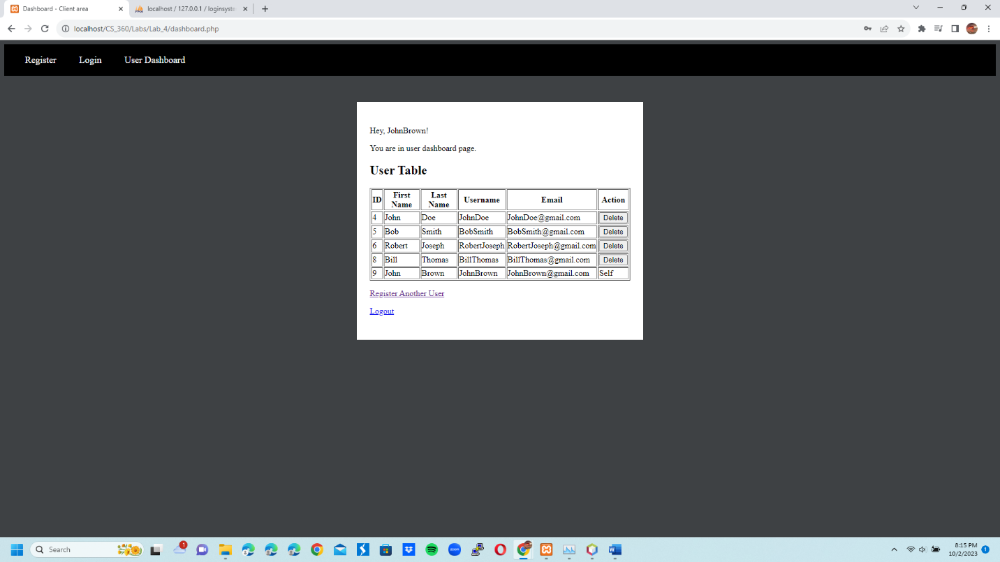 Dashboard - Client area
localhost / 127.0.0.1 / loginsyste
localhost/CS_360/Labs/Lab_4/dashboard.php
Register Login User Dashboard
Hey, JohnBrown!
You are in user dashboard page.
User Table
ID First Name Last Name Username Email Action
4 John Doe JohnDoe JohnDoe@gmail.com Delete
5 Bob Smith BobSmith BobSmith@gmail.com Delete
6 Robert Joseph RobertJoseph RobertJoseph@gmail.com Delete
8 Bill Thomas BillThomas BillThomas@gmail.com Delete
9 John Brown JohnBrown JohnBrown@gmail.com Self
Register Another User
Logout
Search
1
zoom
W
8:15 PM
10/2/2023
1